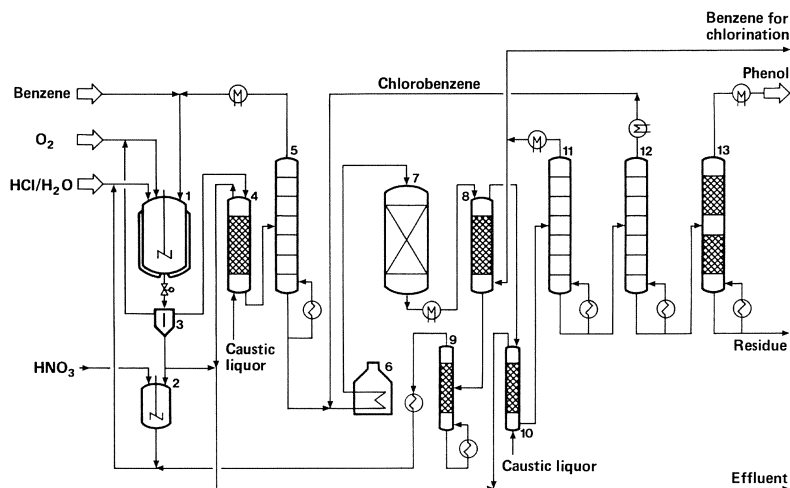 Benzene for
chlorination
Phenol
Benzene
Chlorobenzene
O2
HCl/H2O
HNO3
Caustic
liquor
Caustic liquor
Residue
Effluent
1
2
3
4
5
6
7
8
9
10
11
12
13